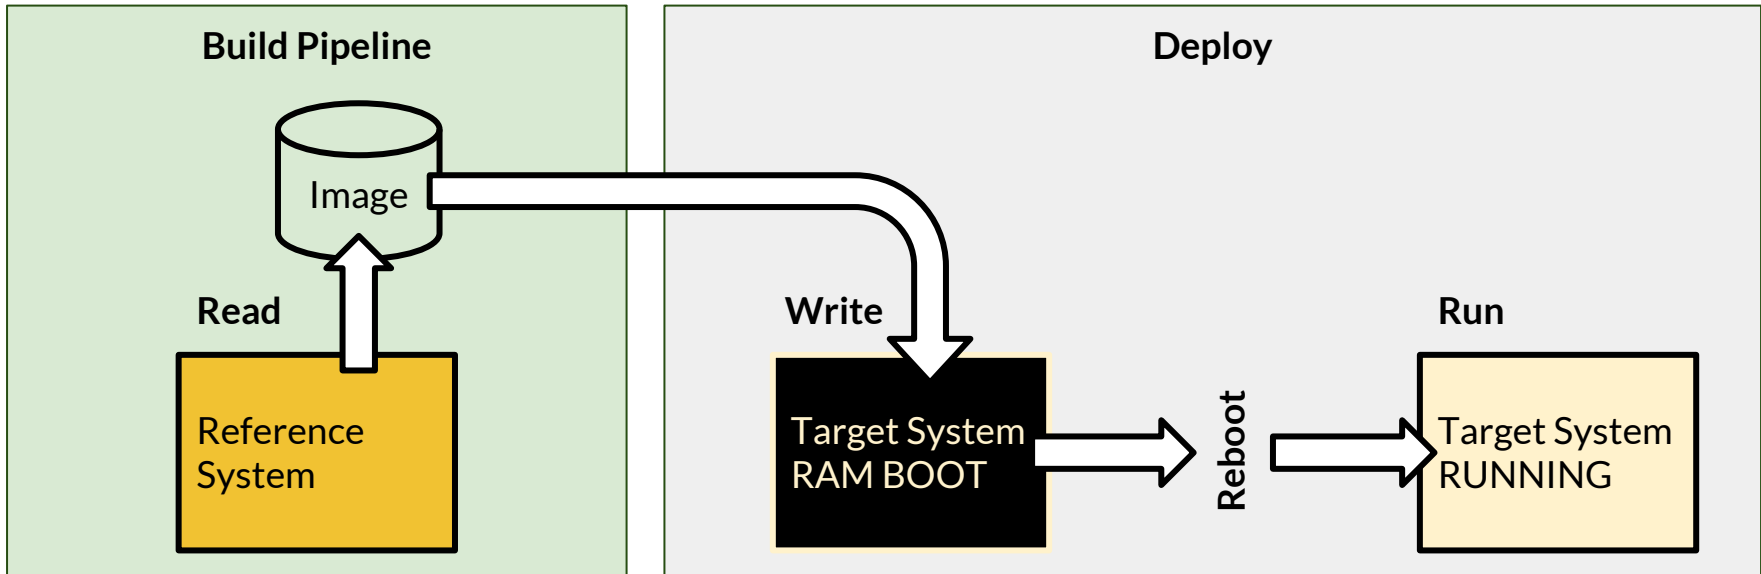 Build Pipeline
Deploy
Image
Read
Write
Run
Reference
System
Target System
RAM BOOT
Reboot
Target System
RUNNING